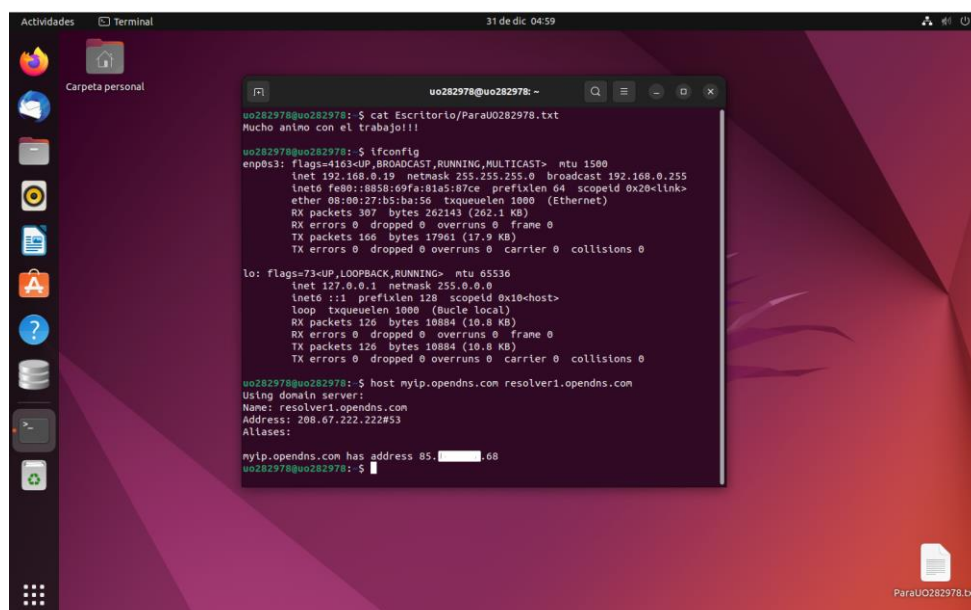 Actividades
Terminal
31 de dic 04:59
Carpeta personal
uo282978@uo282978: ~
uo282978@uo282978:~$ cat Escritorio/ParaUO282978.txt
Mucho animo con el trabajo!!!
uo282978@uo282978:~$ ifconfig
enp0s3: flags=4163<UP,BROADCAST,RUNNING,MULTICAST> mtu 1500
inet 192.168.0.19 netmask 255.255.255.0 broadcast 192.168.0.255
inet6 fe80::8858:69fa:81a5:87ce prefixlen 64 scopeid 0x20<link>
ether 08:00:27:b5:ba:56 txqueuelen 1000 (Ethernet)
RX packets 307 bytes 262143 (262.1 KB)
RX errors 0 dropped 0 overruns 0 frame 0
TX packets 166 bytes 17961 (17.9 KB)
TX errors 0 dropped 0 overruns 0 carrier 0 collisions 0
lo: flags=73<UP,LOOPBACK,RUNNING> mtu 65536
inet 127.0.0.1 netmask 255.0.0.0
inet6 ::1 prefixlen 128 scopeid 0x10<host>
loop txqueuelen 1000 (Bucle local)
RX packets 126 bytes 10884 (10.8 KB)
RX errors 0 dropped 0 overruns 0 frame 0
TX packets 126 bytes 10884 (10.8 KB)
TX errors 0 dropped 0 overruns 0 carrier 0 collisions 0
uo282978@uo282978:~$ host myip.opendns.com resolver1.opendns.com
Using domain server:
Name: resolver1.opendns.com
Address: 208.67.222.222#53
Aliases:
myip.opendns.com has address 85. .68
uo282978@uo282978:~$
ParaUO282978.tx